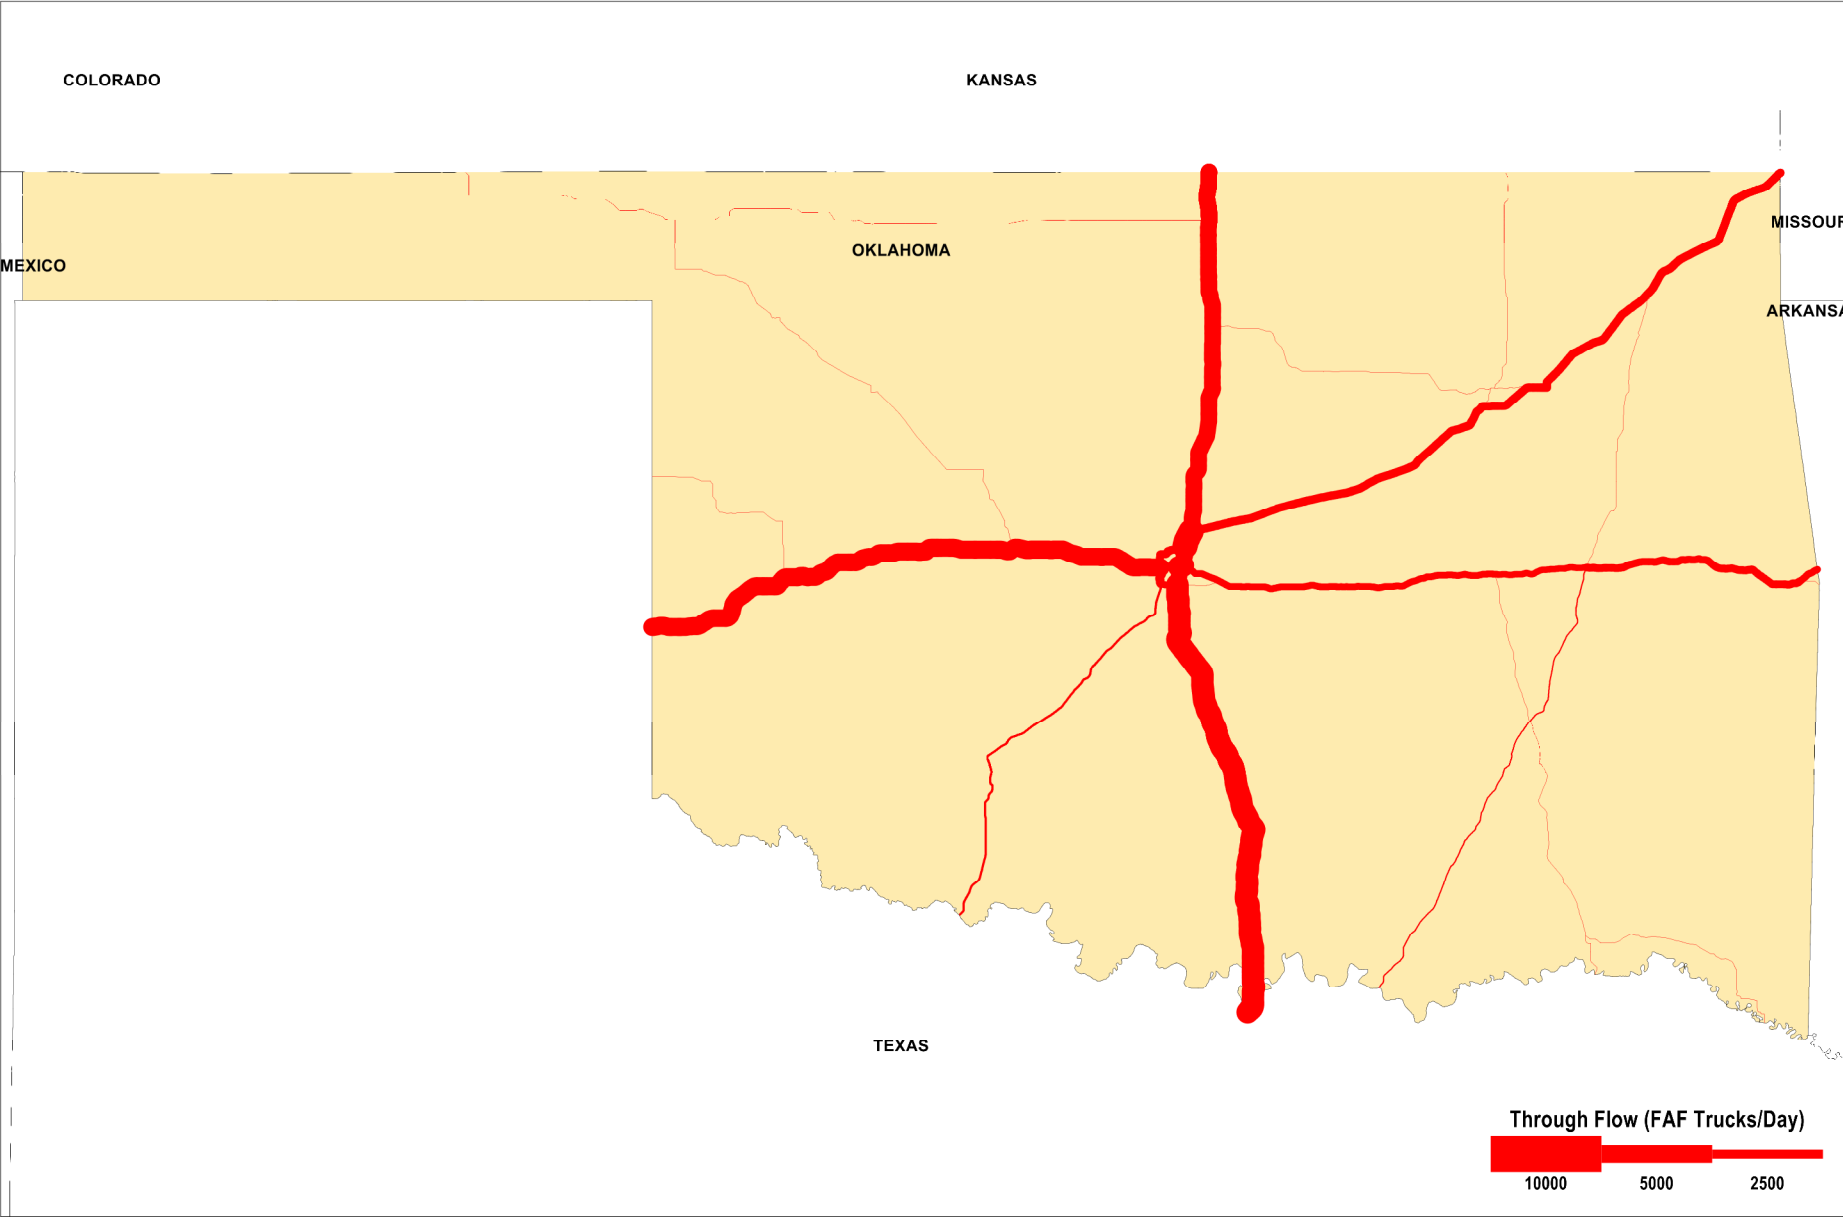 COLORADO
KANSAS
MISSOUR
OKLAHOMA
MEXICO
ARKANSA
TEXAS
Through Flow (FAF Trucks/Day)
10000 5000 2500